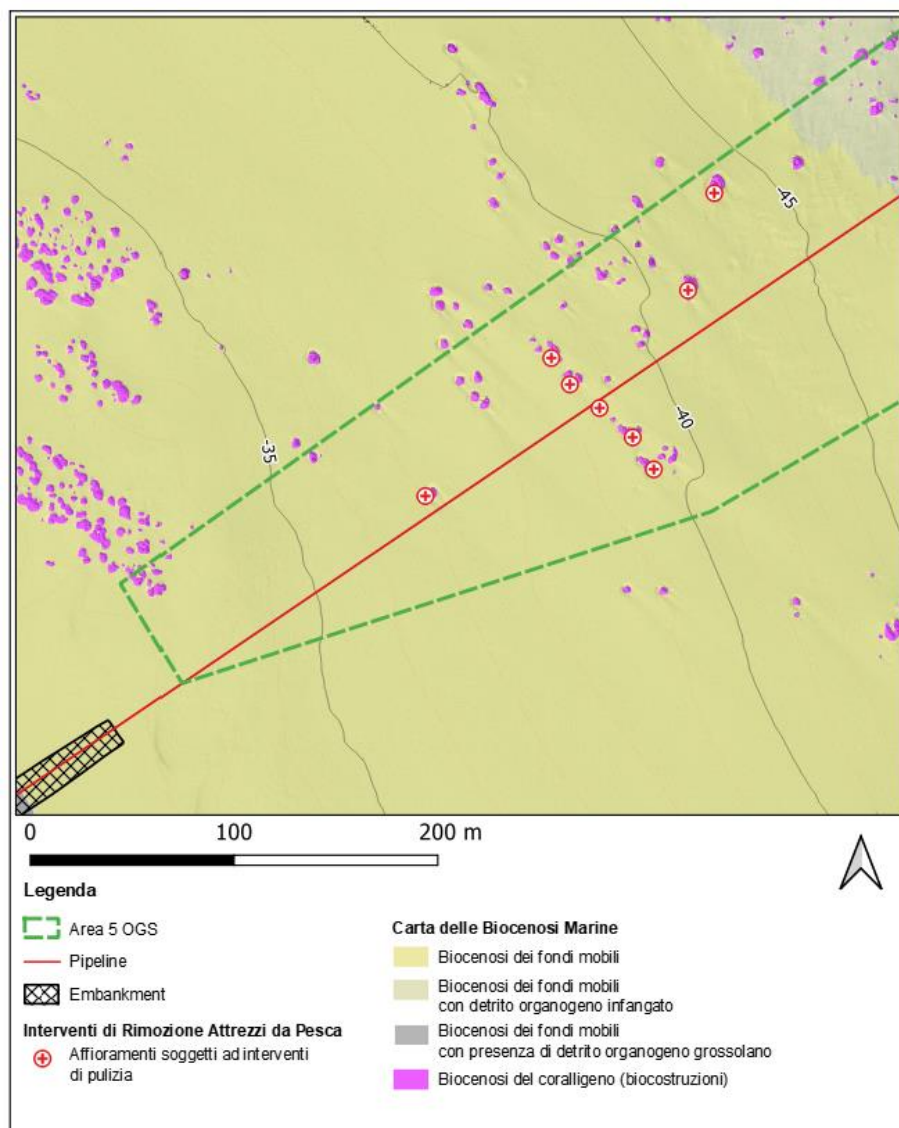 -45
-40
-35
0 100 200 m
Legenda
Area 5 OGS
Pipeline
Embankment
Interventi di Rimozione Attrezzi da Pesca
Affioramenti soggetti ad interventi
di pulizia
Carta delle Biocenosi Marine
Biocenosi dei fondi mobili
Biocenosi dei fondi mobili
con detrito organogeno infangato
Biocenosi dei fondi mobili
con presenza di detrito organogeno grossolano
Biocenosi del coralligeno (biocostruzioni)